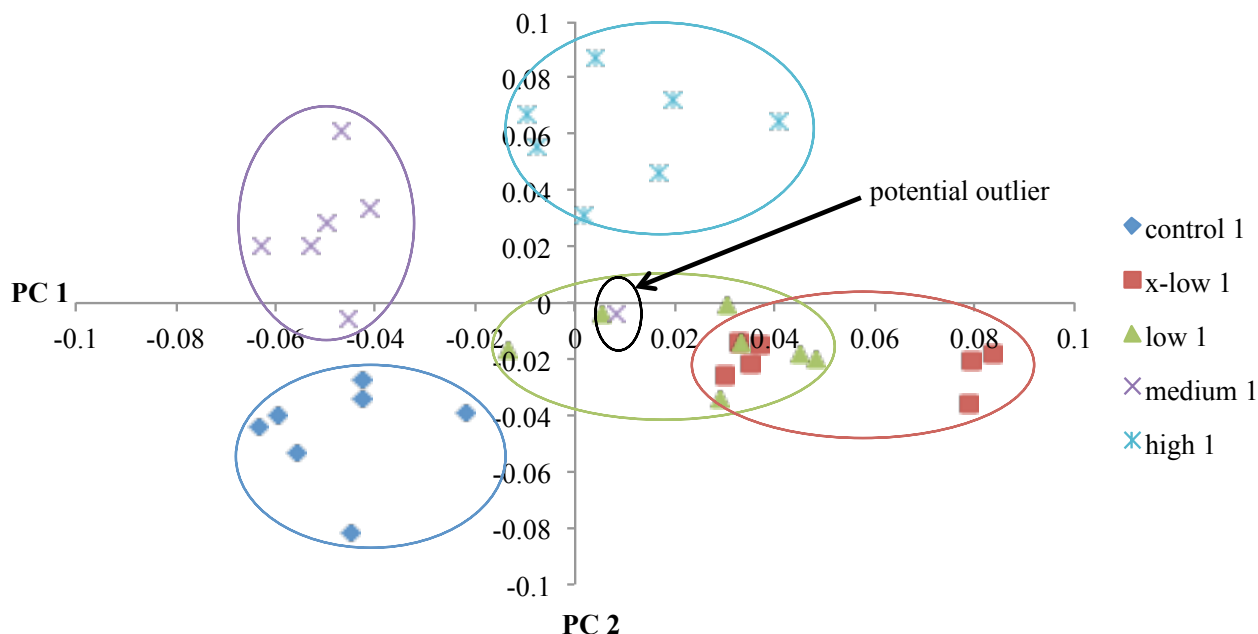 0.1
0.08
0.06
0.04
potential outlier
control 1
0.02
x-low 1
PC 1
0
low 1
-0.1 -0.08 -0.06 -0.04 -0.02 0 0.02 0.04 0.06 0.08 0.1
-0.02
medium 1
-0.04
high 1
-0.06
-0.08
-0.1
PC 2